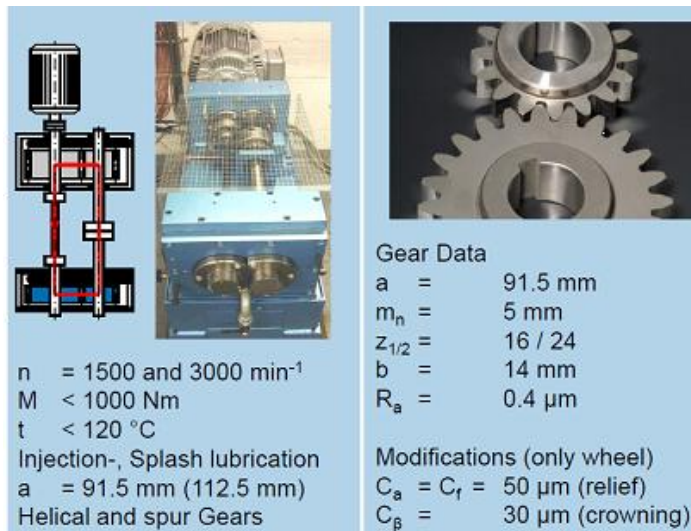 n = 1500 and 3000 min⁻¹
M < 1000 Nm
t < 120 °C
Injection-, Splash lubrication
a = 91.5 mm (112.5 mm)
Helical and spur Gears
Gear Data
a = 91.5 mm
mₙ = 5 mm
z₁/₂ = 16 / 24
b = 14 mm
Rₐ = 0.4 µm
Modifications (only wheel)
Cₐ = C_f = 50 µm (relief)
Cᵦ = 30 µm (crowning)